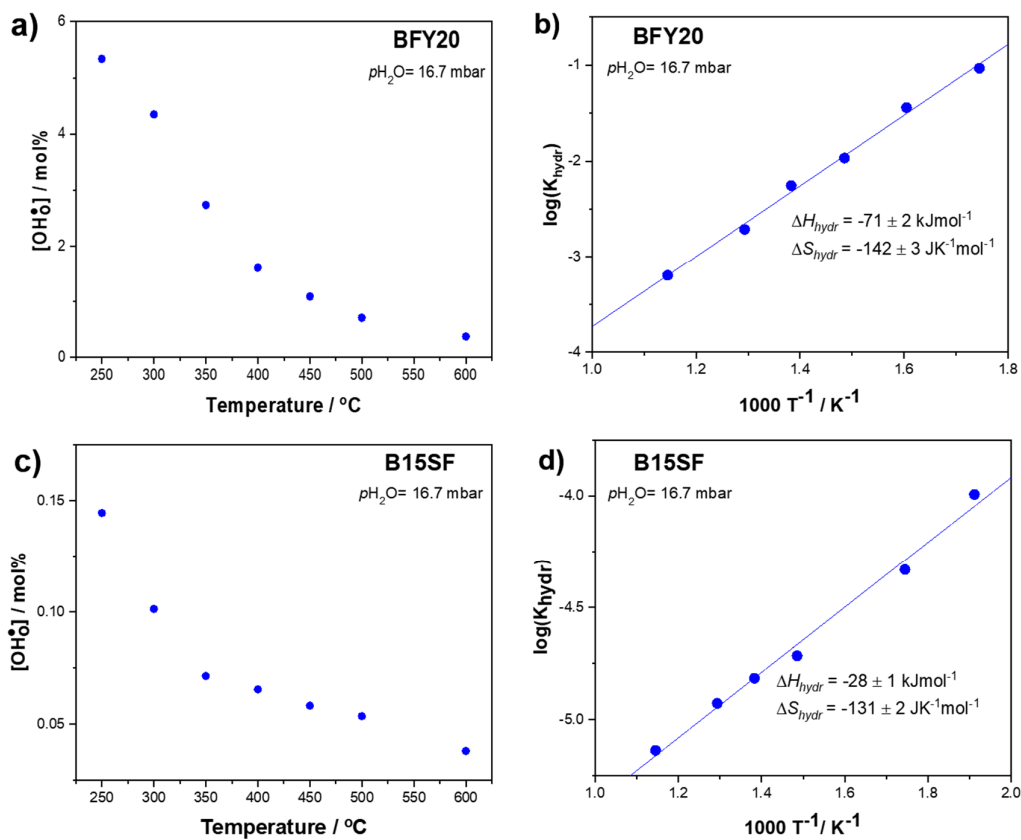 a)
BFY20
pH2O= 16.7 mbar
[OH•O] / mol%
6
4
2
0
250 300 350 400 450 500 550 600
Temperature / ºC
b)
BFY20
pH2O= 16.7 mbar
log(Khydr)
-1
-2
-3
-4
ΔHhydr = -71 ± 2 kJmol-1
ΔShydr = -142 ± 3 JK-1mol-1
1.0 1.2 1.4 1.6 1.8
1000 T-1 / K-1
c)
B15SF
pH2O= 16.7 mbar
[OH•O] / mol%
0.15
0.10
0.05
250 300 350 400 450 500 550 600
Temperature / ºC
d)
B15SF
pH2O= 16.7 mbar
log(Khydr)
-4.0
-4.5
-5.0
ΔHhydr = -28 ± 1 kJmol-1
ΔShydr = -131 ± 2 JK-1mol-1
1.0 1.2 1.4 1.6 1.8 2.0
1000 T-1/ K-1